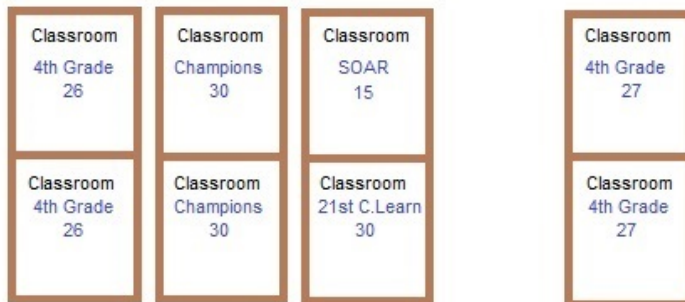 Classroom
4th Grade
26
Classroom
Champions
30
Classroom
SOAR
15
Classroom
4th Grade
27
Classroom
4th Grade
26
Classroom
Champions
30
Classroom
21st C.Learn
30
Classroom
4th Grade
27